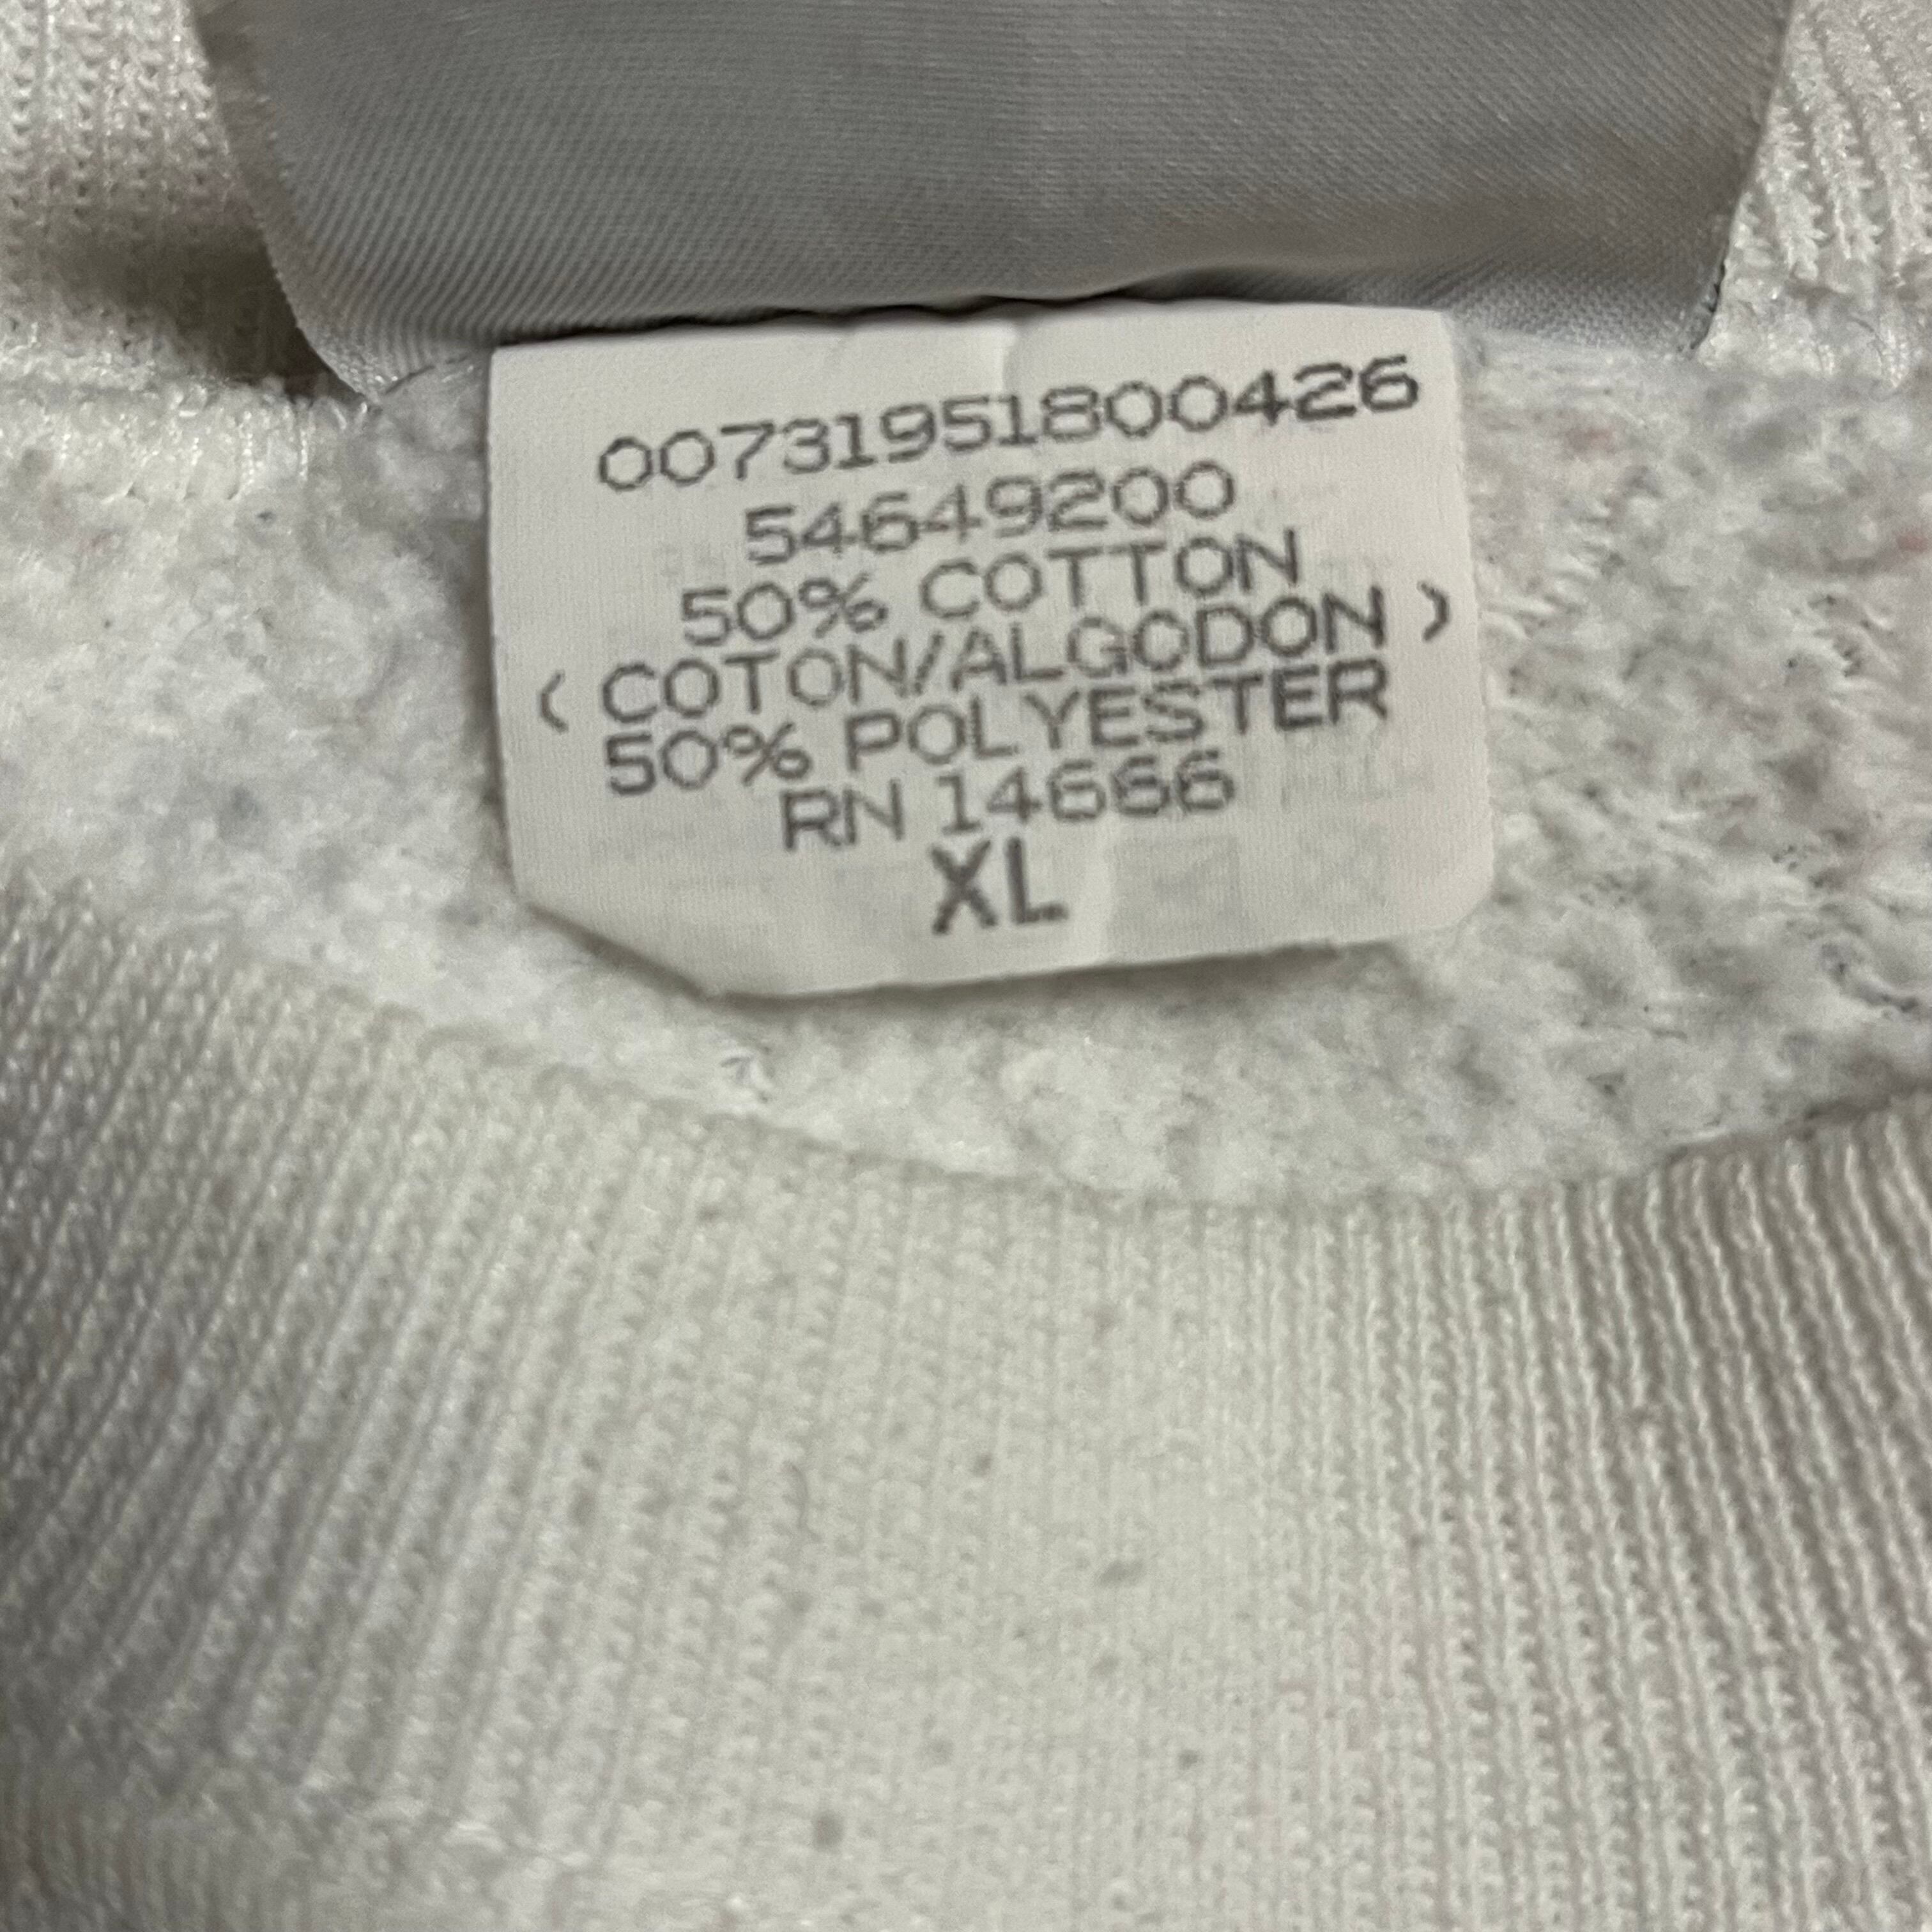 00731951800426
54649200
50% COTTON
( COTON/ALGODON )
50% POLYESTER
RN 14666
XL